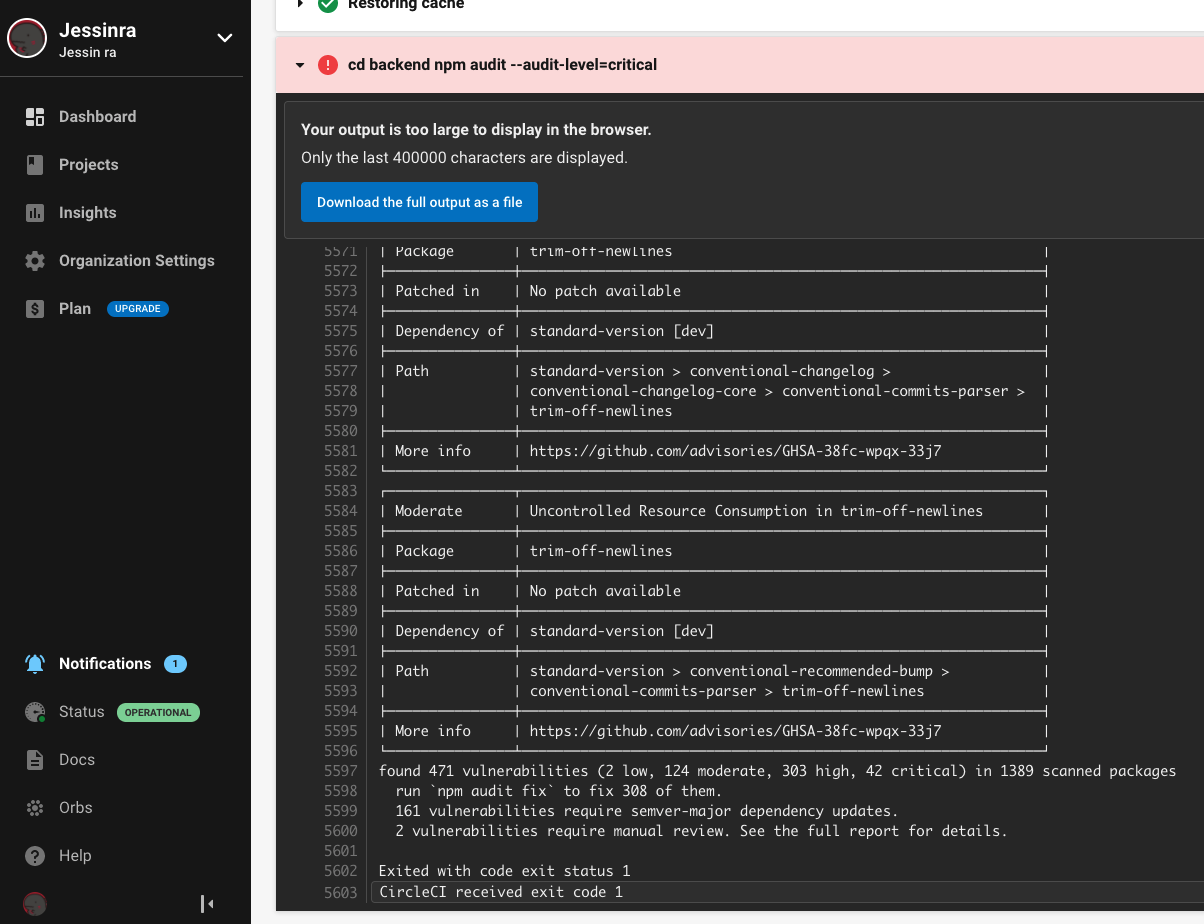 Jessinra
Jessin ra
Dashboard
Projects
Insights
Organization Settings
Plan UPGRADE
Notifications 1
Status OPERATIONAL
Docs
Orbs
Help
Restoring cache
cd backend npm audit --audit-level=critical
Your output is too large to display in the browser.
Only the last 400000 characters are displayed.
Download the full output as a file
5571 | Package | trim-off-newlines |
5572
5573 | Patched in | No patch available |
5574
5575 | Dependency of | standard-version [dev] |
5576
5577 | Path | standard-version > conventional-changelog > |
5578 | | conventional-changelog-core > conventional-commits-parser > |
5579 | | trim-off-newlines |
5580
5581 | More info | https://github.com/advisories/GHSA-38fc-wpqx-33j7 |
5582
5583
5584 | Moderate | Uncontrolled Resource Consumption in trim-off-newlines |
5585
5586 | Package | trim-off-newlines |
5587
5588 | Patched in | No patch available |
5589
5590 | Dependency of | standard-version [dev] |
5591
5592 | Path | standard-version > conventional-recommended-bump > |
5593 | | conventional-commits-parser > trim-off-newlines |
5594
5595 | More info | https://github.com/advisories/GHSA-38fc-wpqx-33j7 |
5596
5597 found 471 vulnerabilities (2 low, 124 moderate, 303 high, 42 critical) in 1389 scanned packages
5598 run `npm audit fix` to fix 308 of them.
5599 161 vulnerabilities require semver-major dependency updates.
5600 2 vulnerabilities require manual review. See the full report for details.
5601
5602 Exited with code exit status 1
5603 CircleCI received exit code 1